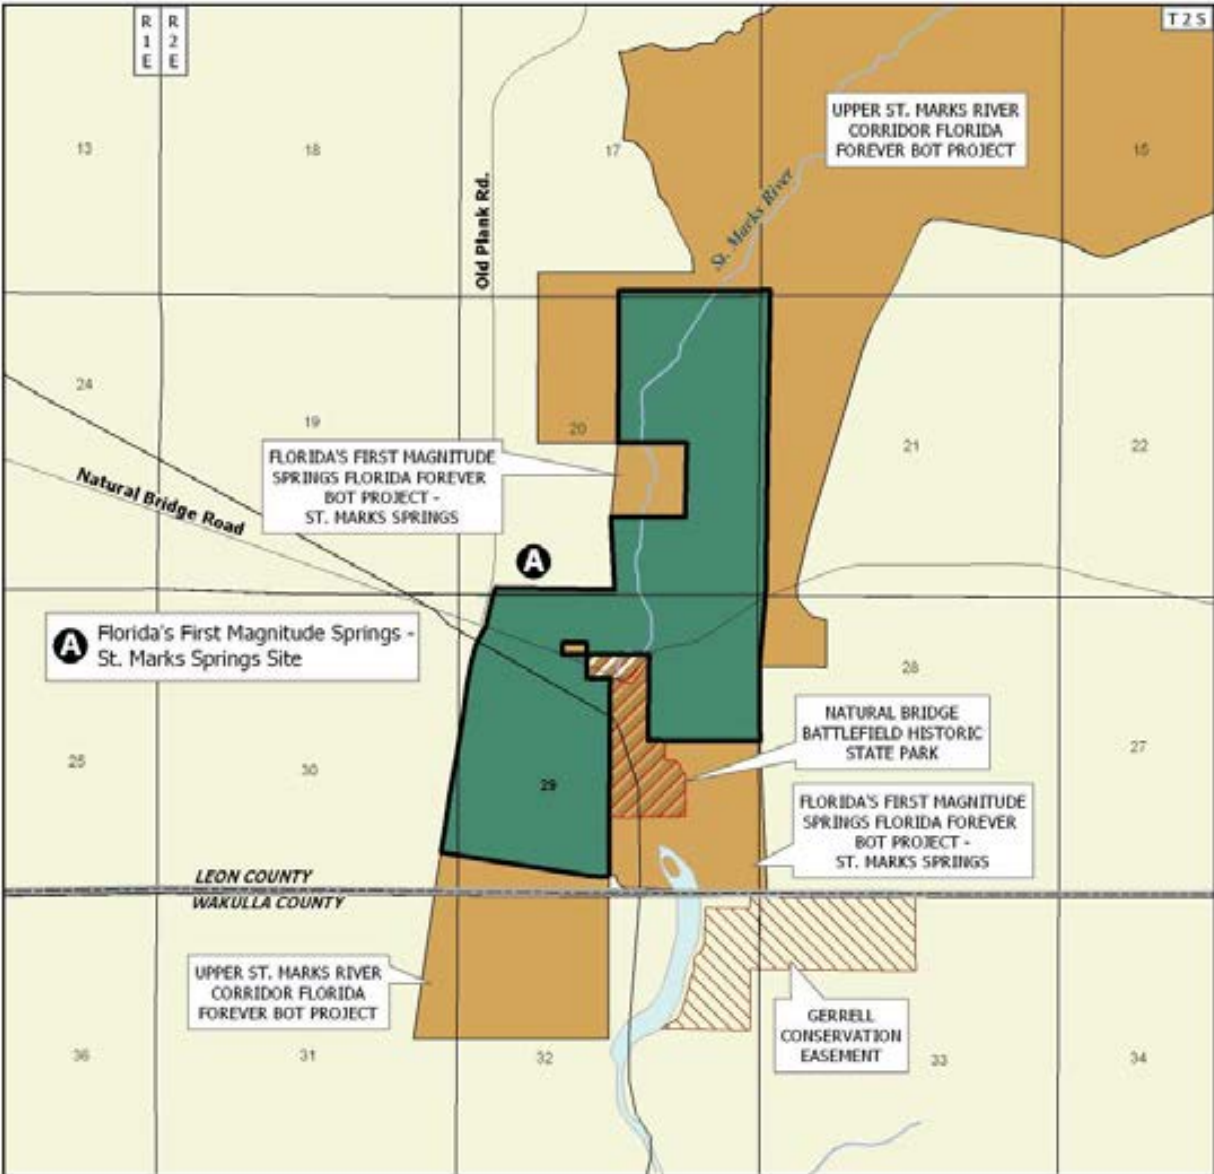 R
1
E
R
2
E
T 2 S
UPPER ST. MARKS RIVER
CORRIDOR FLORIDA
FOREVER BOT PROJECT
13
18
17
15
Old Plank Rd.
St. Marks River
24
19
20
21
22
FLORIDA'S FIRST MAGNITUDE
SPRINGS FLORIDA FOREVER
BOT PROJECT -
ST. MARKS SPRINGS
Natural Bridge Road
A
A
Florida's First Magnitude Springs -
St. Marks Springs Site
28
NATURAL BRIDGE
BATTLEFIELD HISTORIC
STATE PARK
25
30
29
27
FLORIDA'S FIRST MAGNITUDE
SPRINGS FLORIDA FOREVER
BOT PROJECT -
ST. MARKS SPRINGS
LEON COUNTY
WAKULLA COUNTY
UPPER ST. MARKS RIVER
CORRIDOR FLORIDA
FOREVER BOT PROJECT
GERRELL
CONSERVATION
EASEMENT
36
31
32
33
34